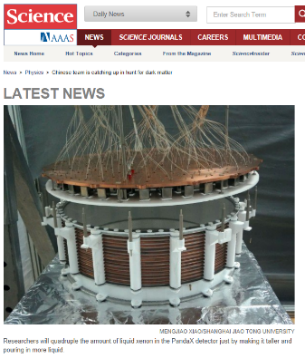 Science
Daily News
Enter Search Term
AAAS
NEWS SCIENCE JOURNALS CAREERS MULTIMEDIA
News Home Hot Topics Categories From the Magazine ScienceInsider
News » Physics » Chinese team is catching up in hunt for dark matter
LATEST NEWS
MENGJIAO XIAO/SHANGHAI JIAO TONG UNIVERSITY
Researchers will quadruple the amount of liquid xenon in the PandaX detector just by making it taller and
pouring in more liquid